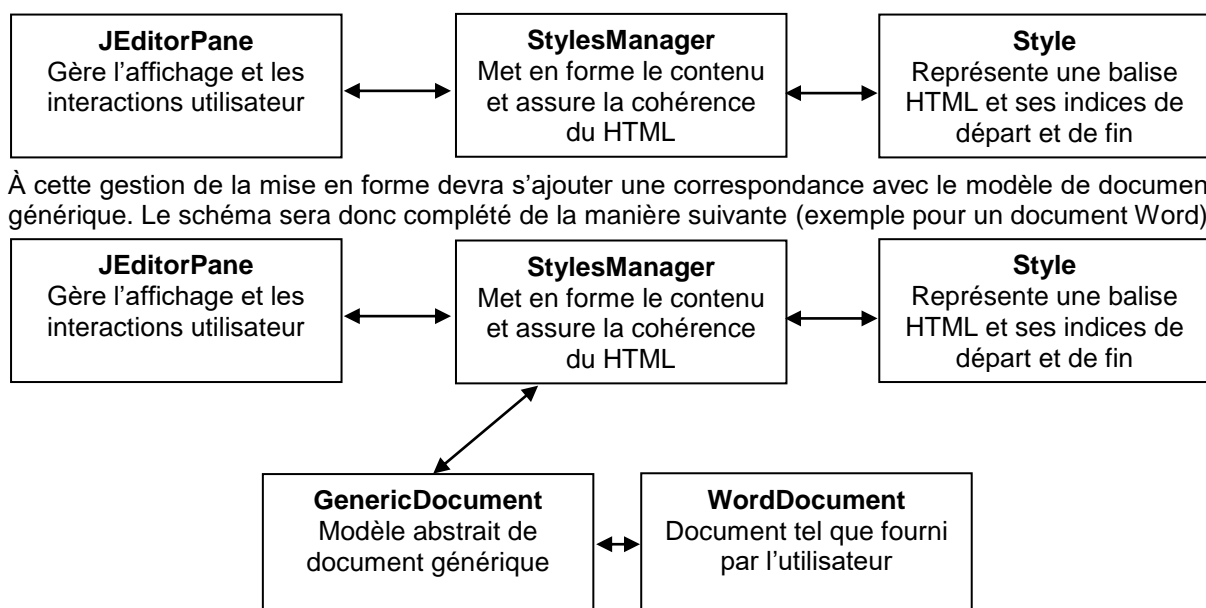 JEditorPane
Gère l’affichage et les
interactions utilisateur
StylesManager
Met en forme le contenu
et assure la cohérence
du HTML
Style
Représente une balise
HTML et ses indices de
départ et de fin
À cette gestion de la mise en forme devra s’ajouter une correspondance avec le modèle de documen
générique. Le schéma sera donc complété de la manière suivante (exemple pour un document Word)
JEditorPane
Gère l’affichage et les
interactions utilisateur
StylesManager
Met en forme le contenu
et assure la cohérence
du HTML
Style
Représente une balise
HTML et ses indices de
départ et de fin
GenericDocument
Modèle abstrait de
document générique
WordDocument
Document tel que fourni
par l’utilisateur